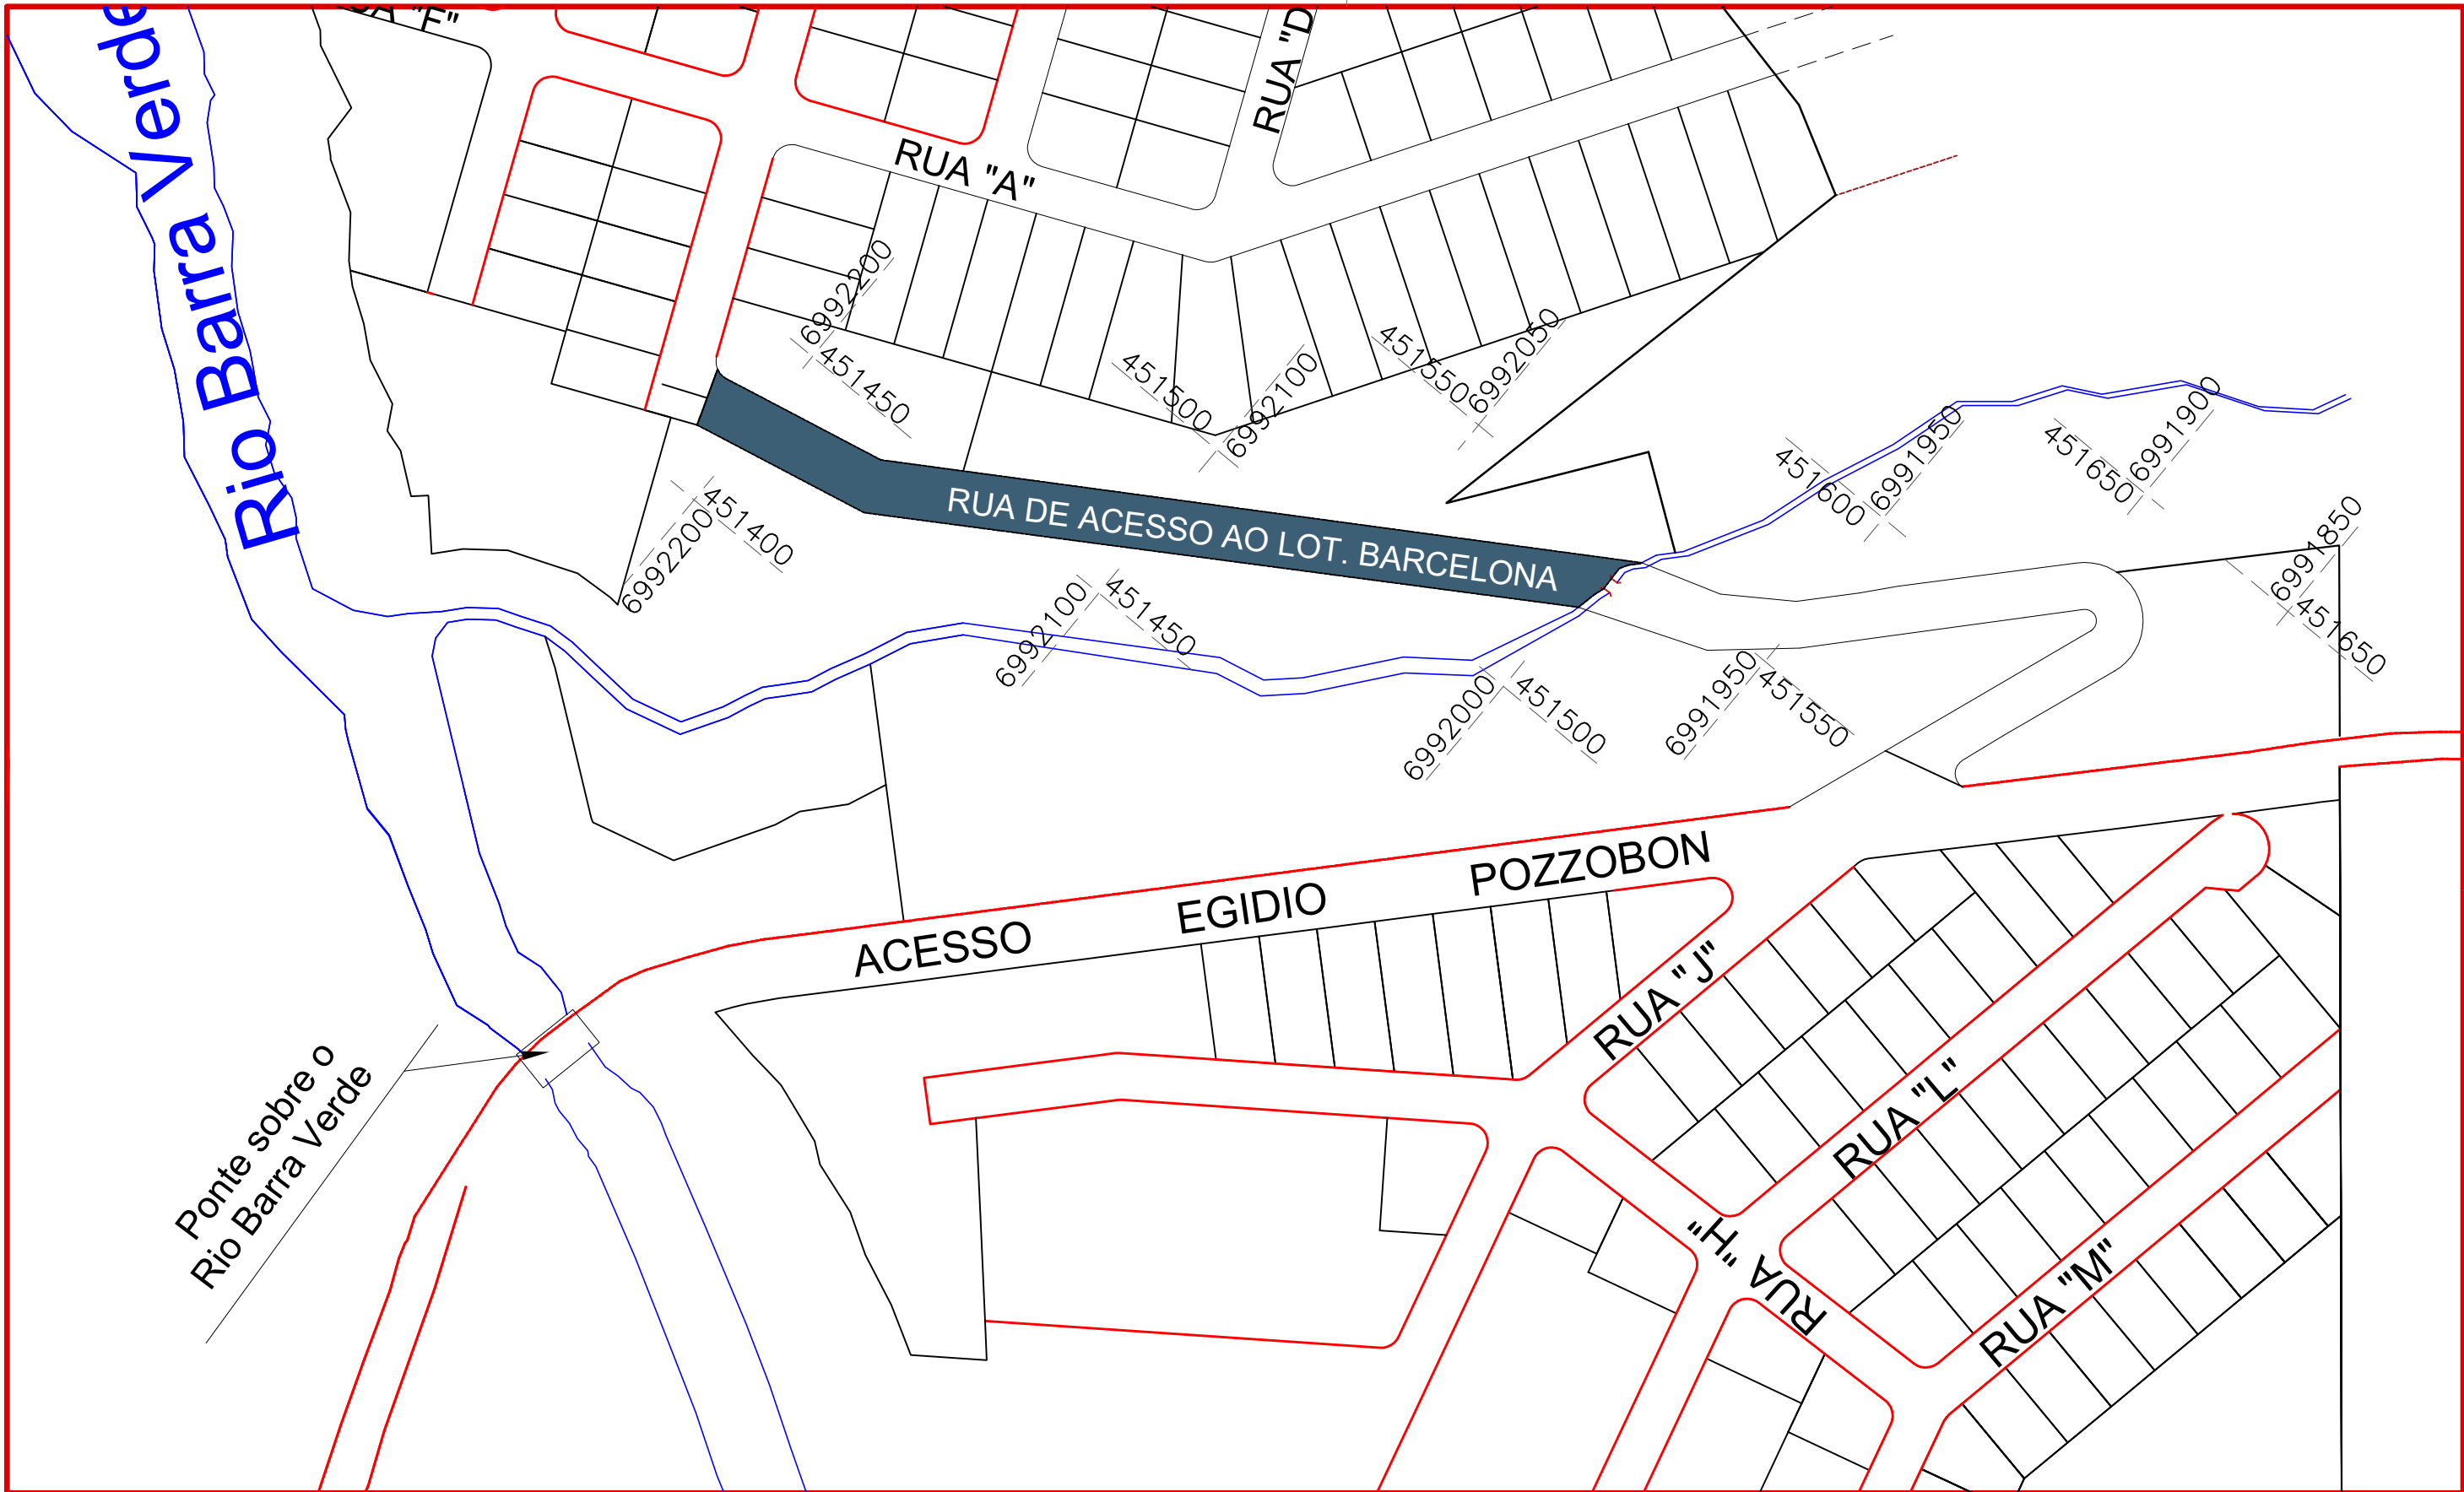 "F"
RUA "D
Rio Barra Verde
RUA "A"
6992200
451450
451500
6992100
451550
6992050
451600
6991950
451650
6991900
6991850
451650
6992200
451400
RUA DE ACESSO AO LOT. BARCELONA
6992100
451450
6992000
451500
6991950
451550
ACESSO EGIDIO POZZOBON
RUA "J"
RUA "L"
RUA "H"
RUA "M"
Ponte sobre o
Rio Barra Verde